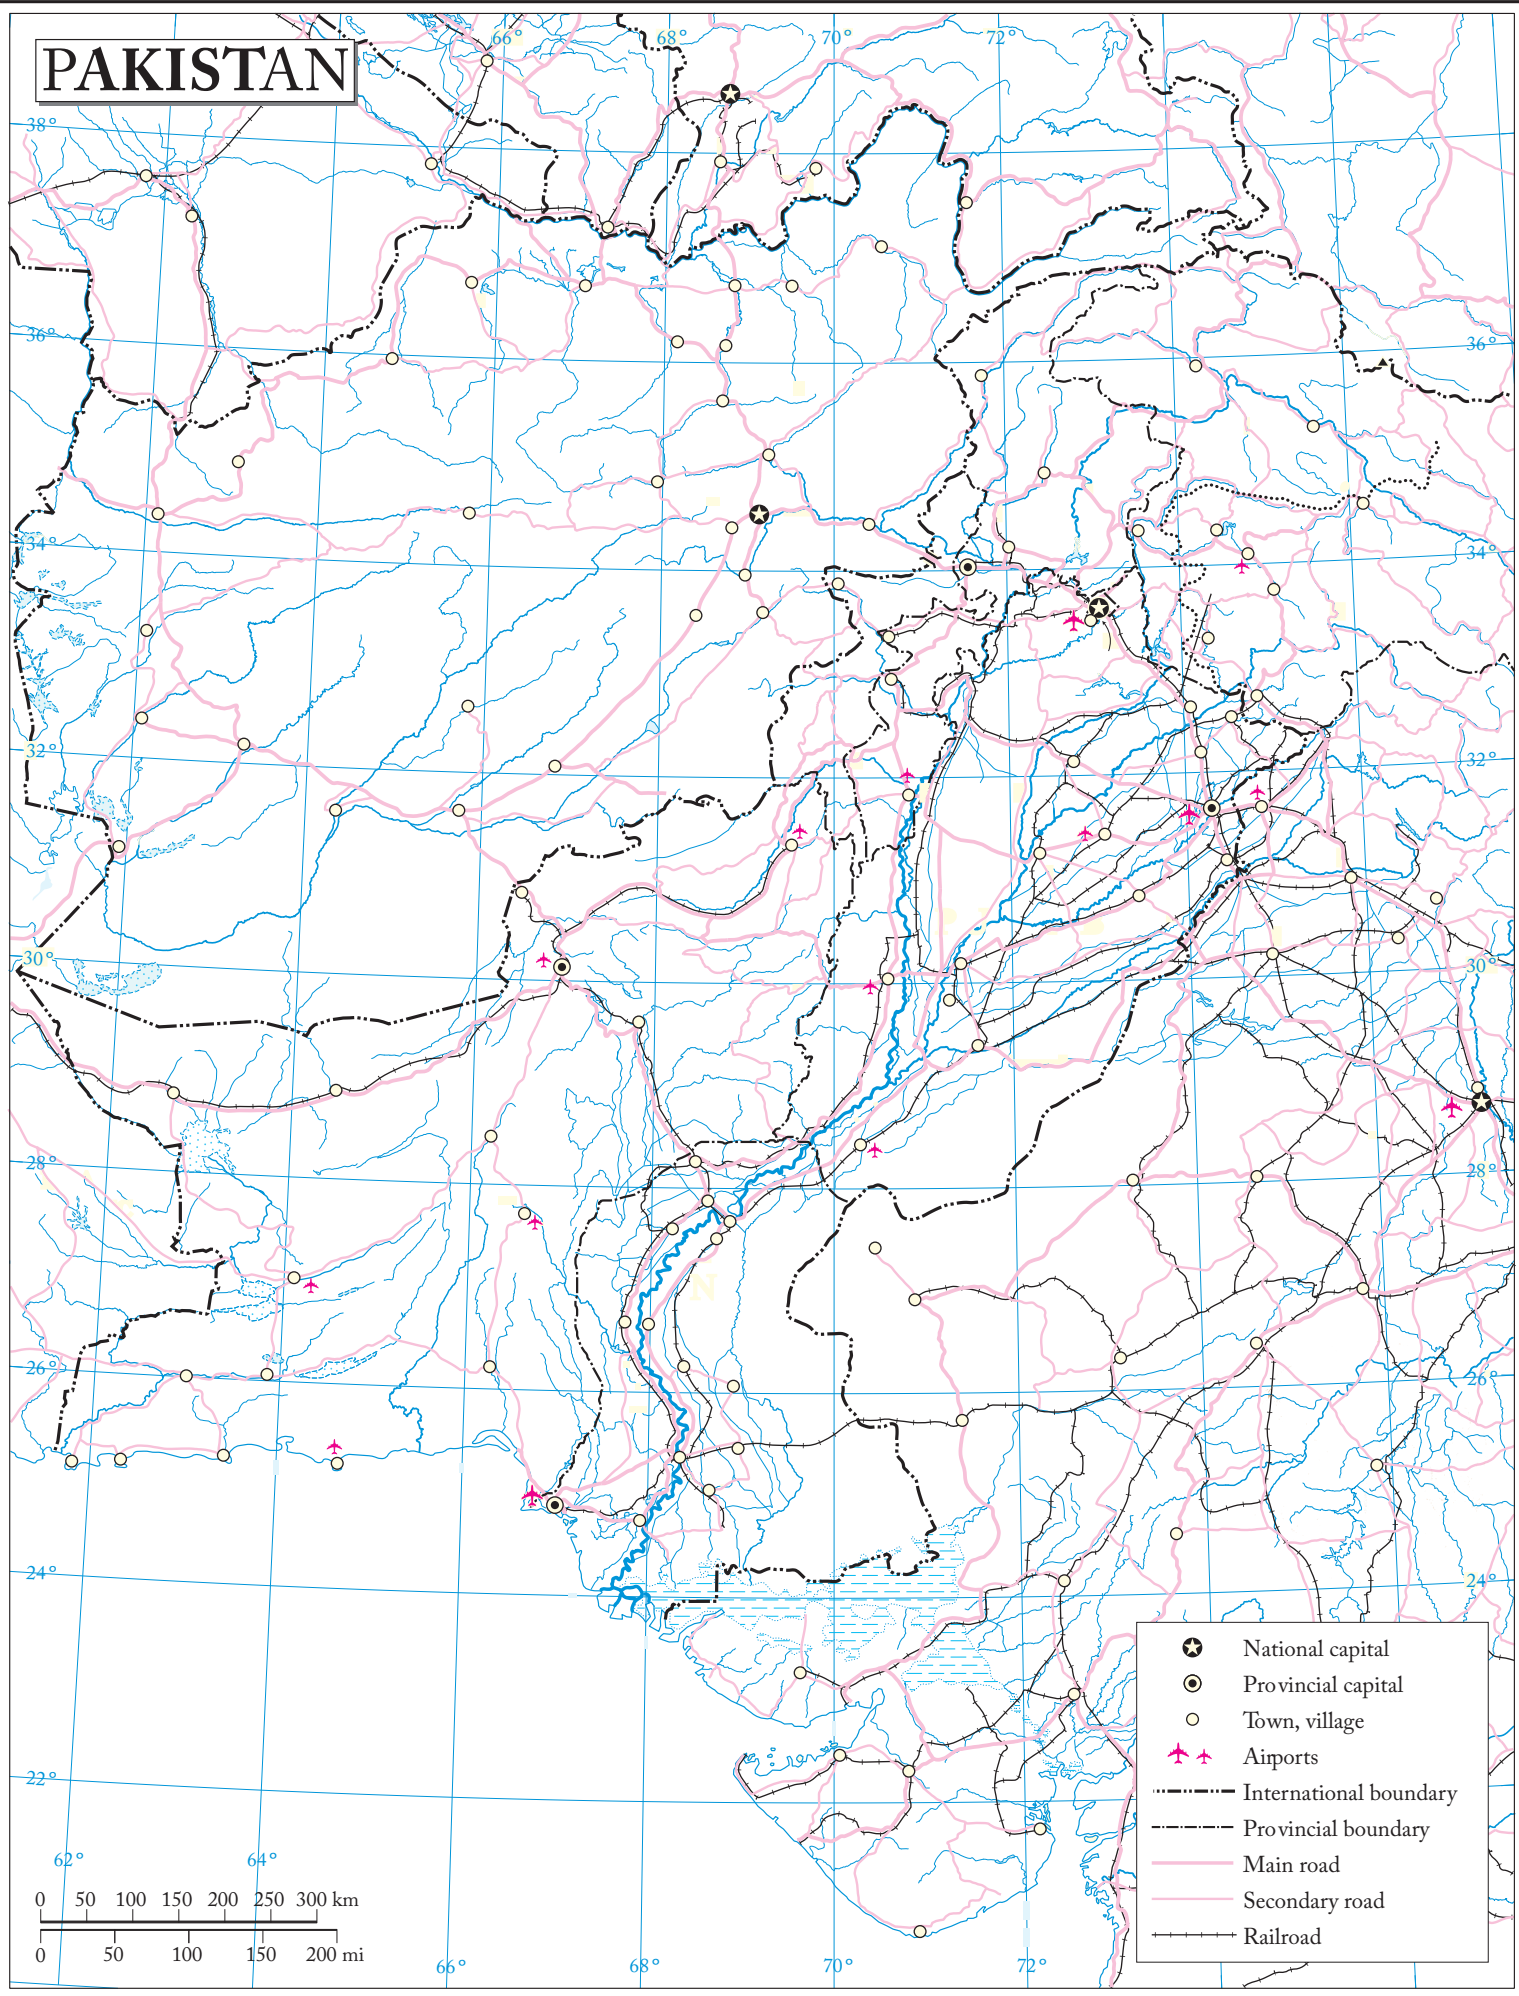 PAKISTAN
66°
68°
70°
72°
38°
36°
36°
34°
34°
32°
32°
30°
30°
28°
28°
N
26°
26°
24°
24°
22°
62°
64°
66°
68°
70°
72°
National capital
Provincial capital
Town, village
Airports
International boundary
Provincial boundary
Main road
Secondary road
Railroad
0 50 100 150 200 250 300 km
0 50 100 150 200 mi